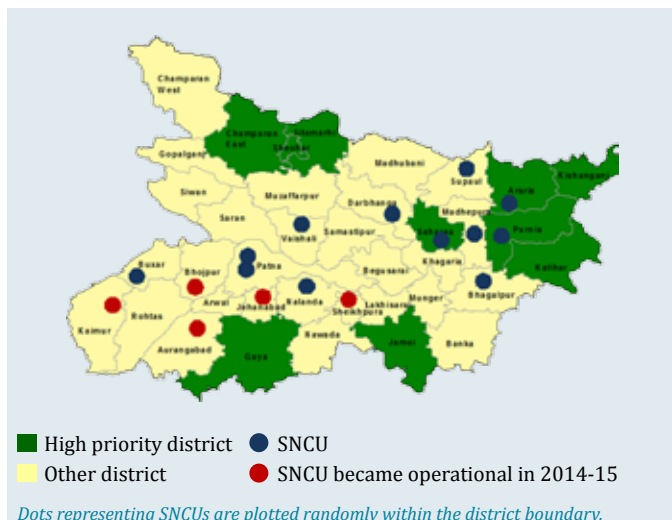 Champaran
West
Champaran
East
Sitamarhi
Sheohar
Gopalganj
Siwan
Saran
Muzaffarpur
Madhubani
Supaul
Araria
Kishanganj
Darbhanga
Madhepura
Purnia
Saharsa
Vaishali
Samastipur
Khagaria
Katihar
Begusarai
Buxar
Bhojpur
Patna
Bhagalpur
Munger
Arwal
Jehanabad
Nalanda
Sheikhpura
Lakhisarai
Kaimur
Rohtas
Aurangabad
Gaya
Nawada
Jamui
Banka
High priority district
SNCU
Other district
SNCU became operational in 2014-15
Dots representing SNCUs are plotted randomly within the district boundary.